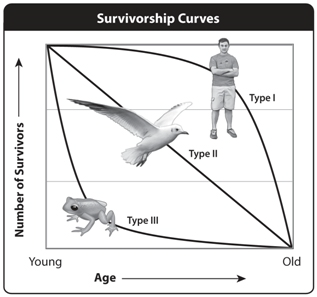 Survivorship Curves
Number of Survivors
Type I
Type II
Type III
Young
Old
Age